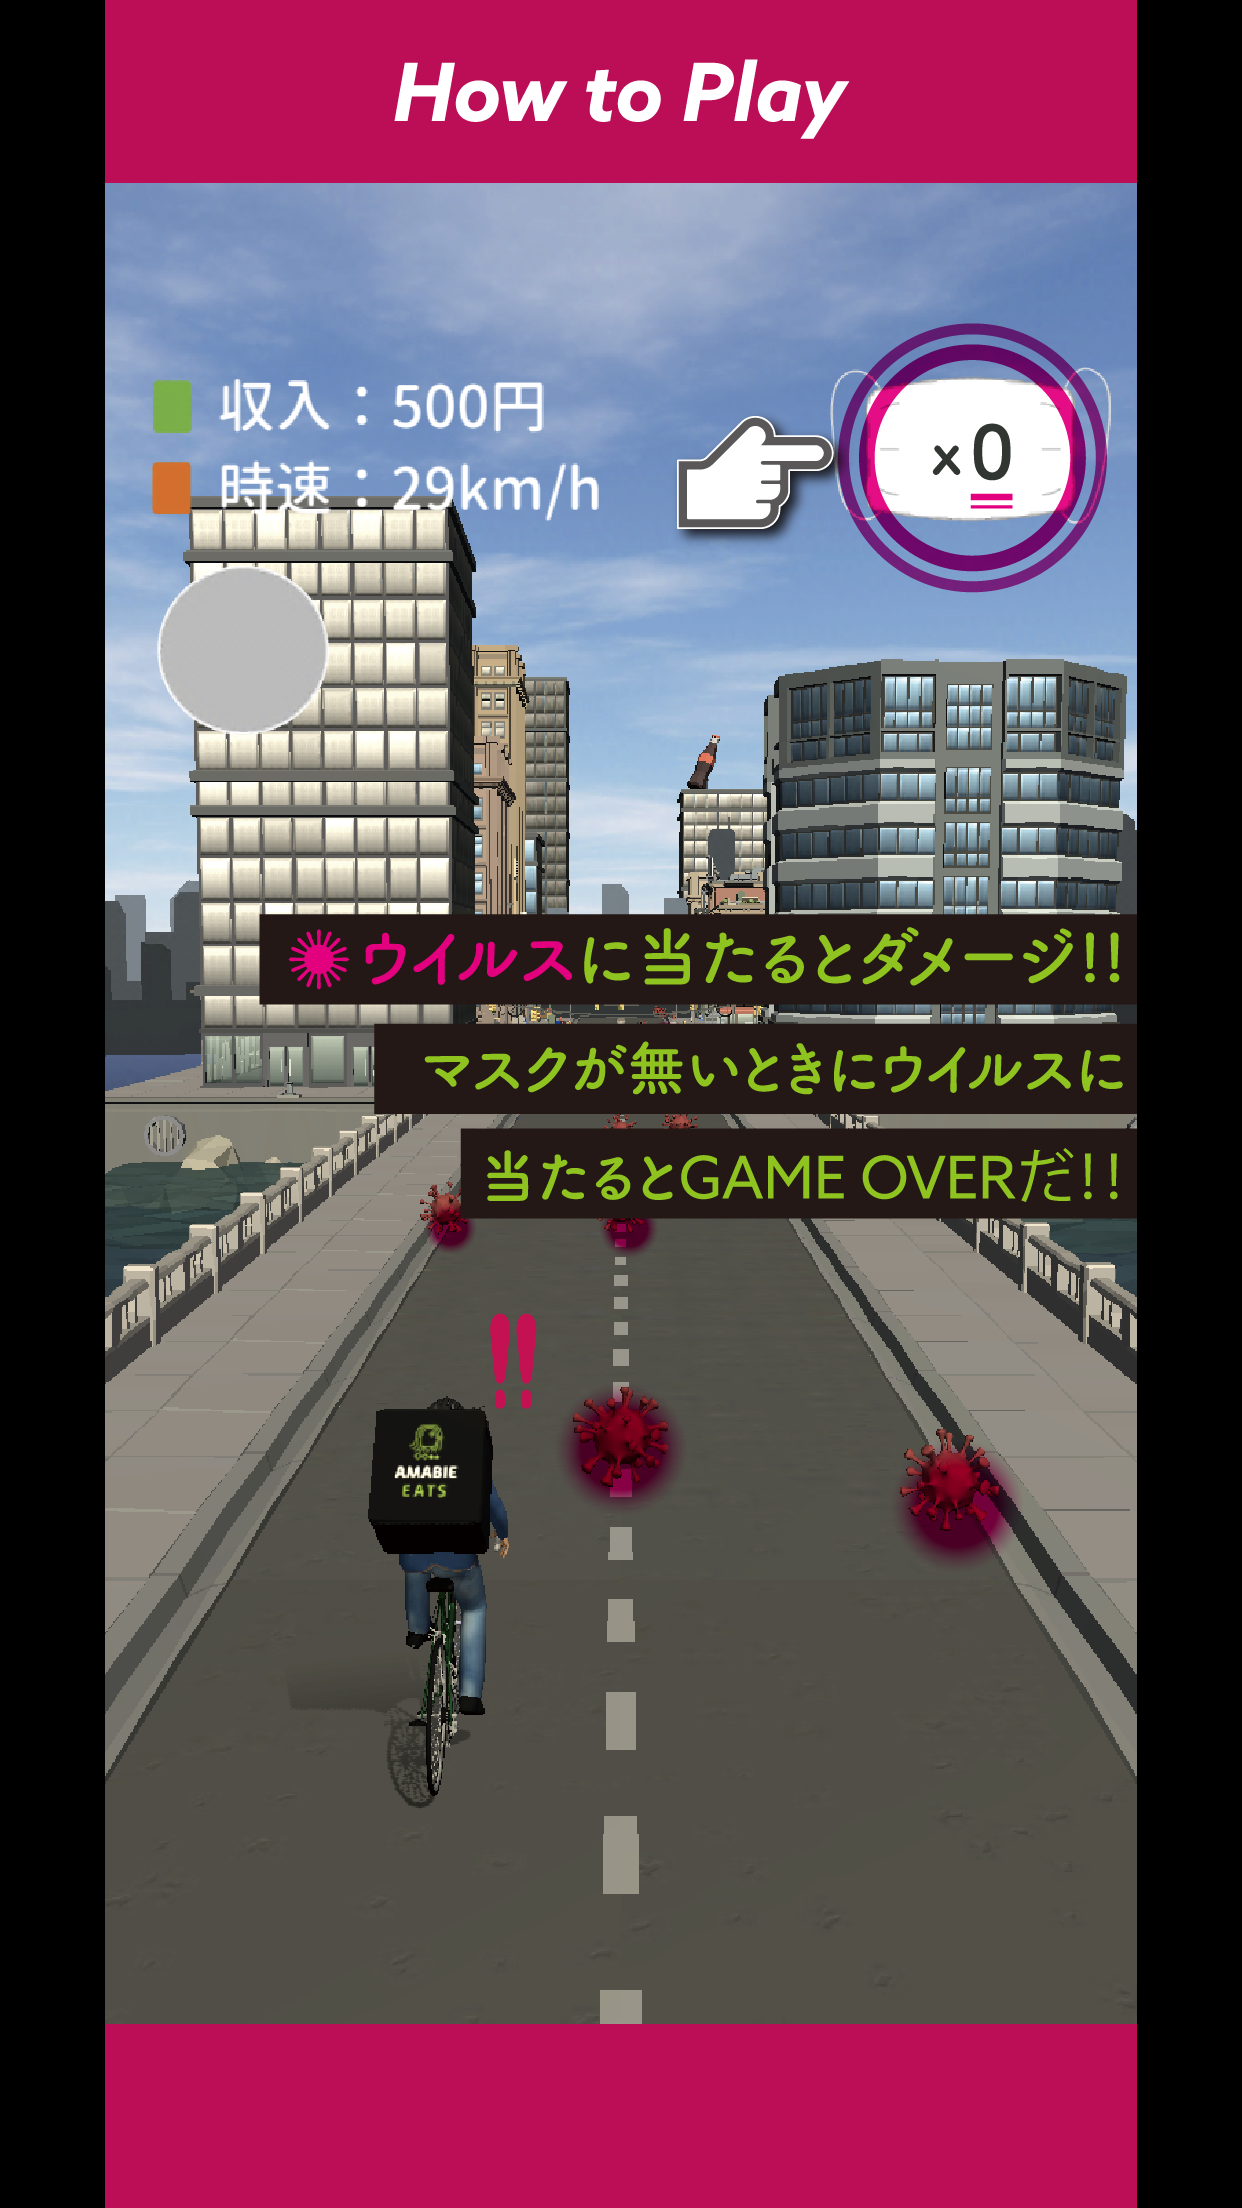 How to Play
収入：500円
時速：29km/h
×0
ウイルスに当たるとダメージ!!
マスクが無いときにウイルスに
当たるとGAME OVERだ!!
!!
AMABIE
EATS